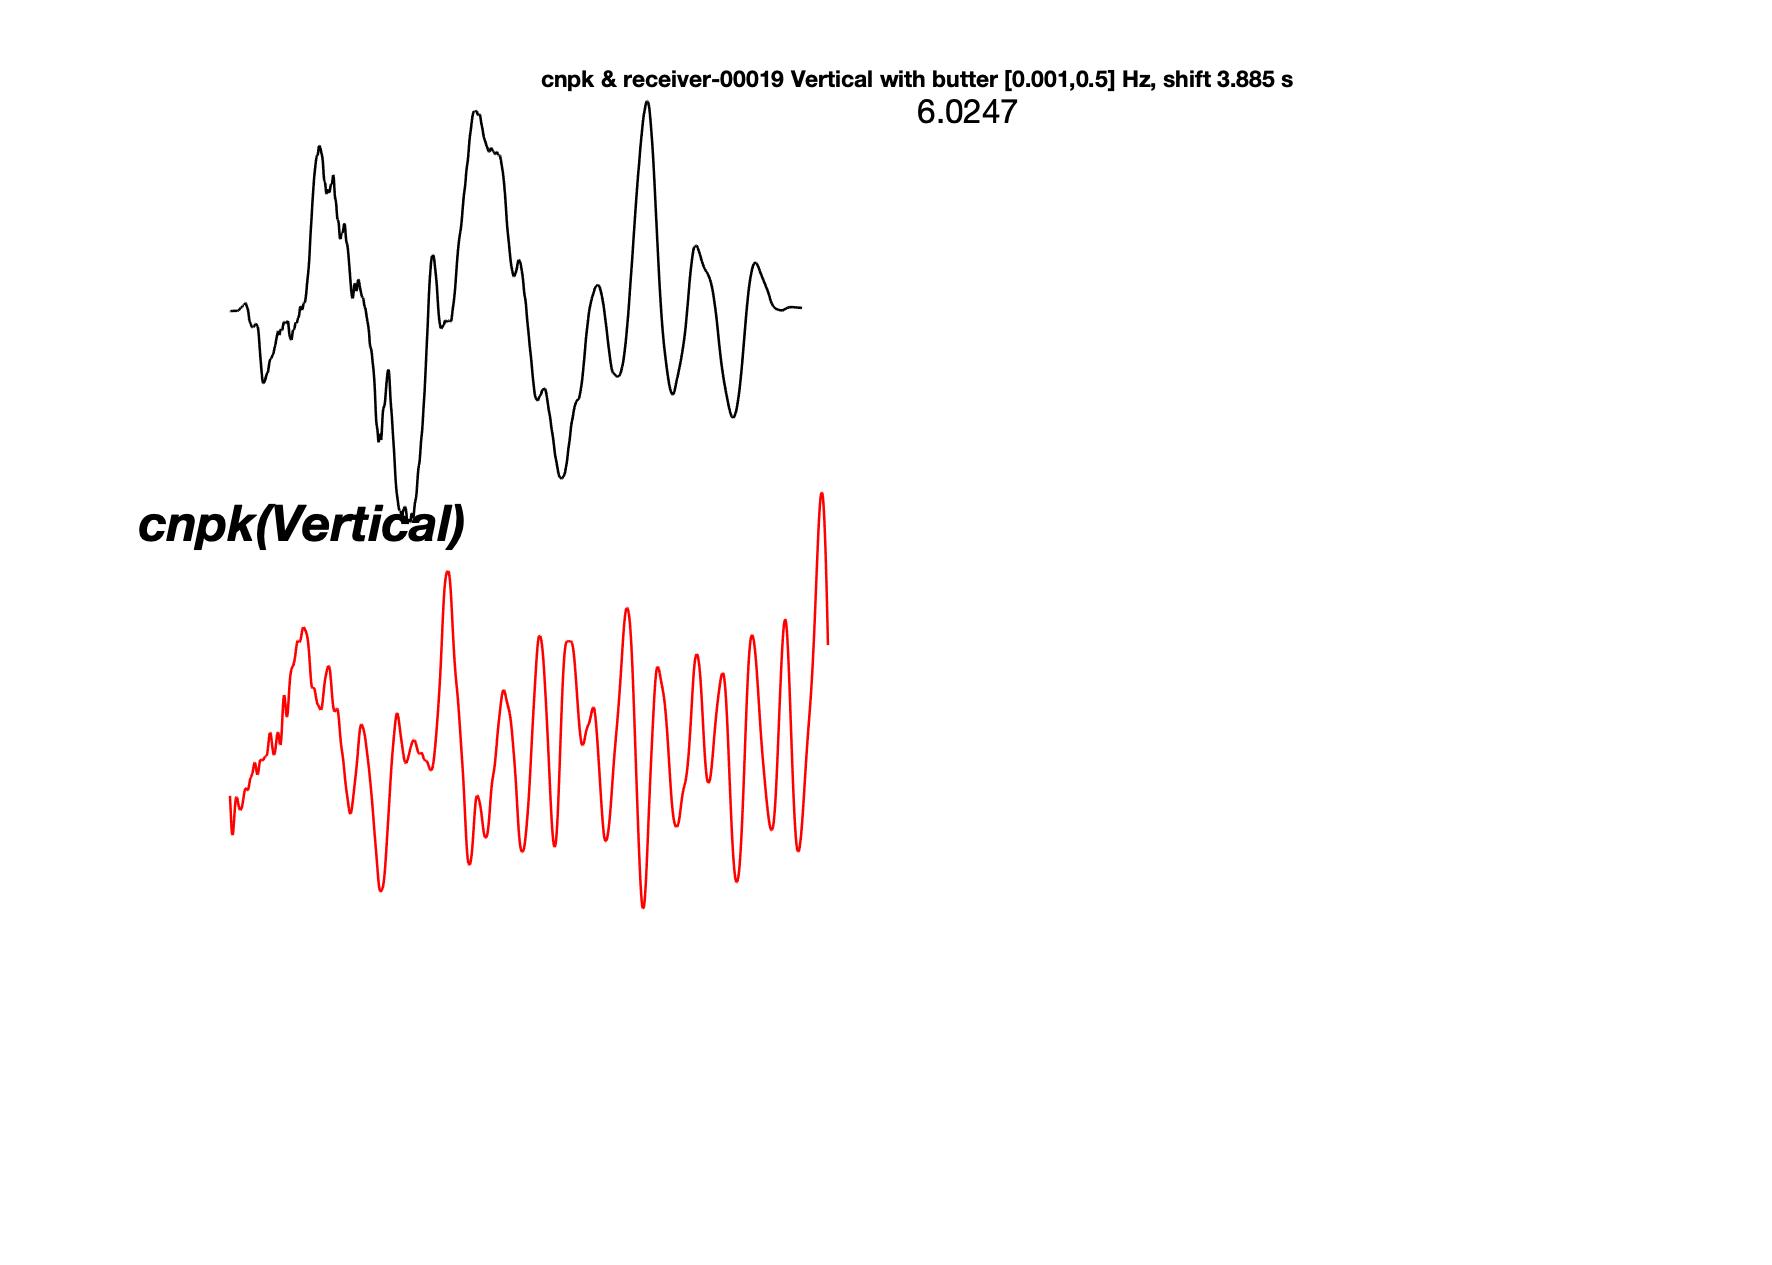 cnpk & receiver-00019 Vertical with butter [0.001,0.5] Hz, shift 3.885 s
6.0247
cnpk(Vertical)